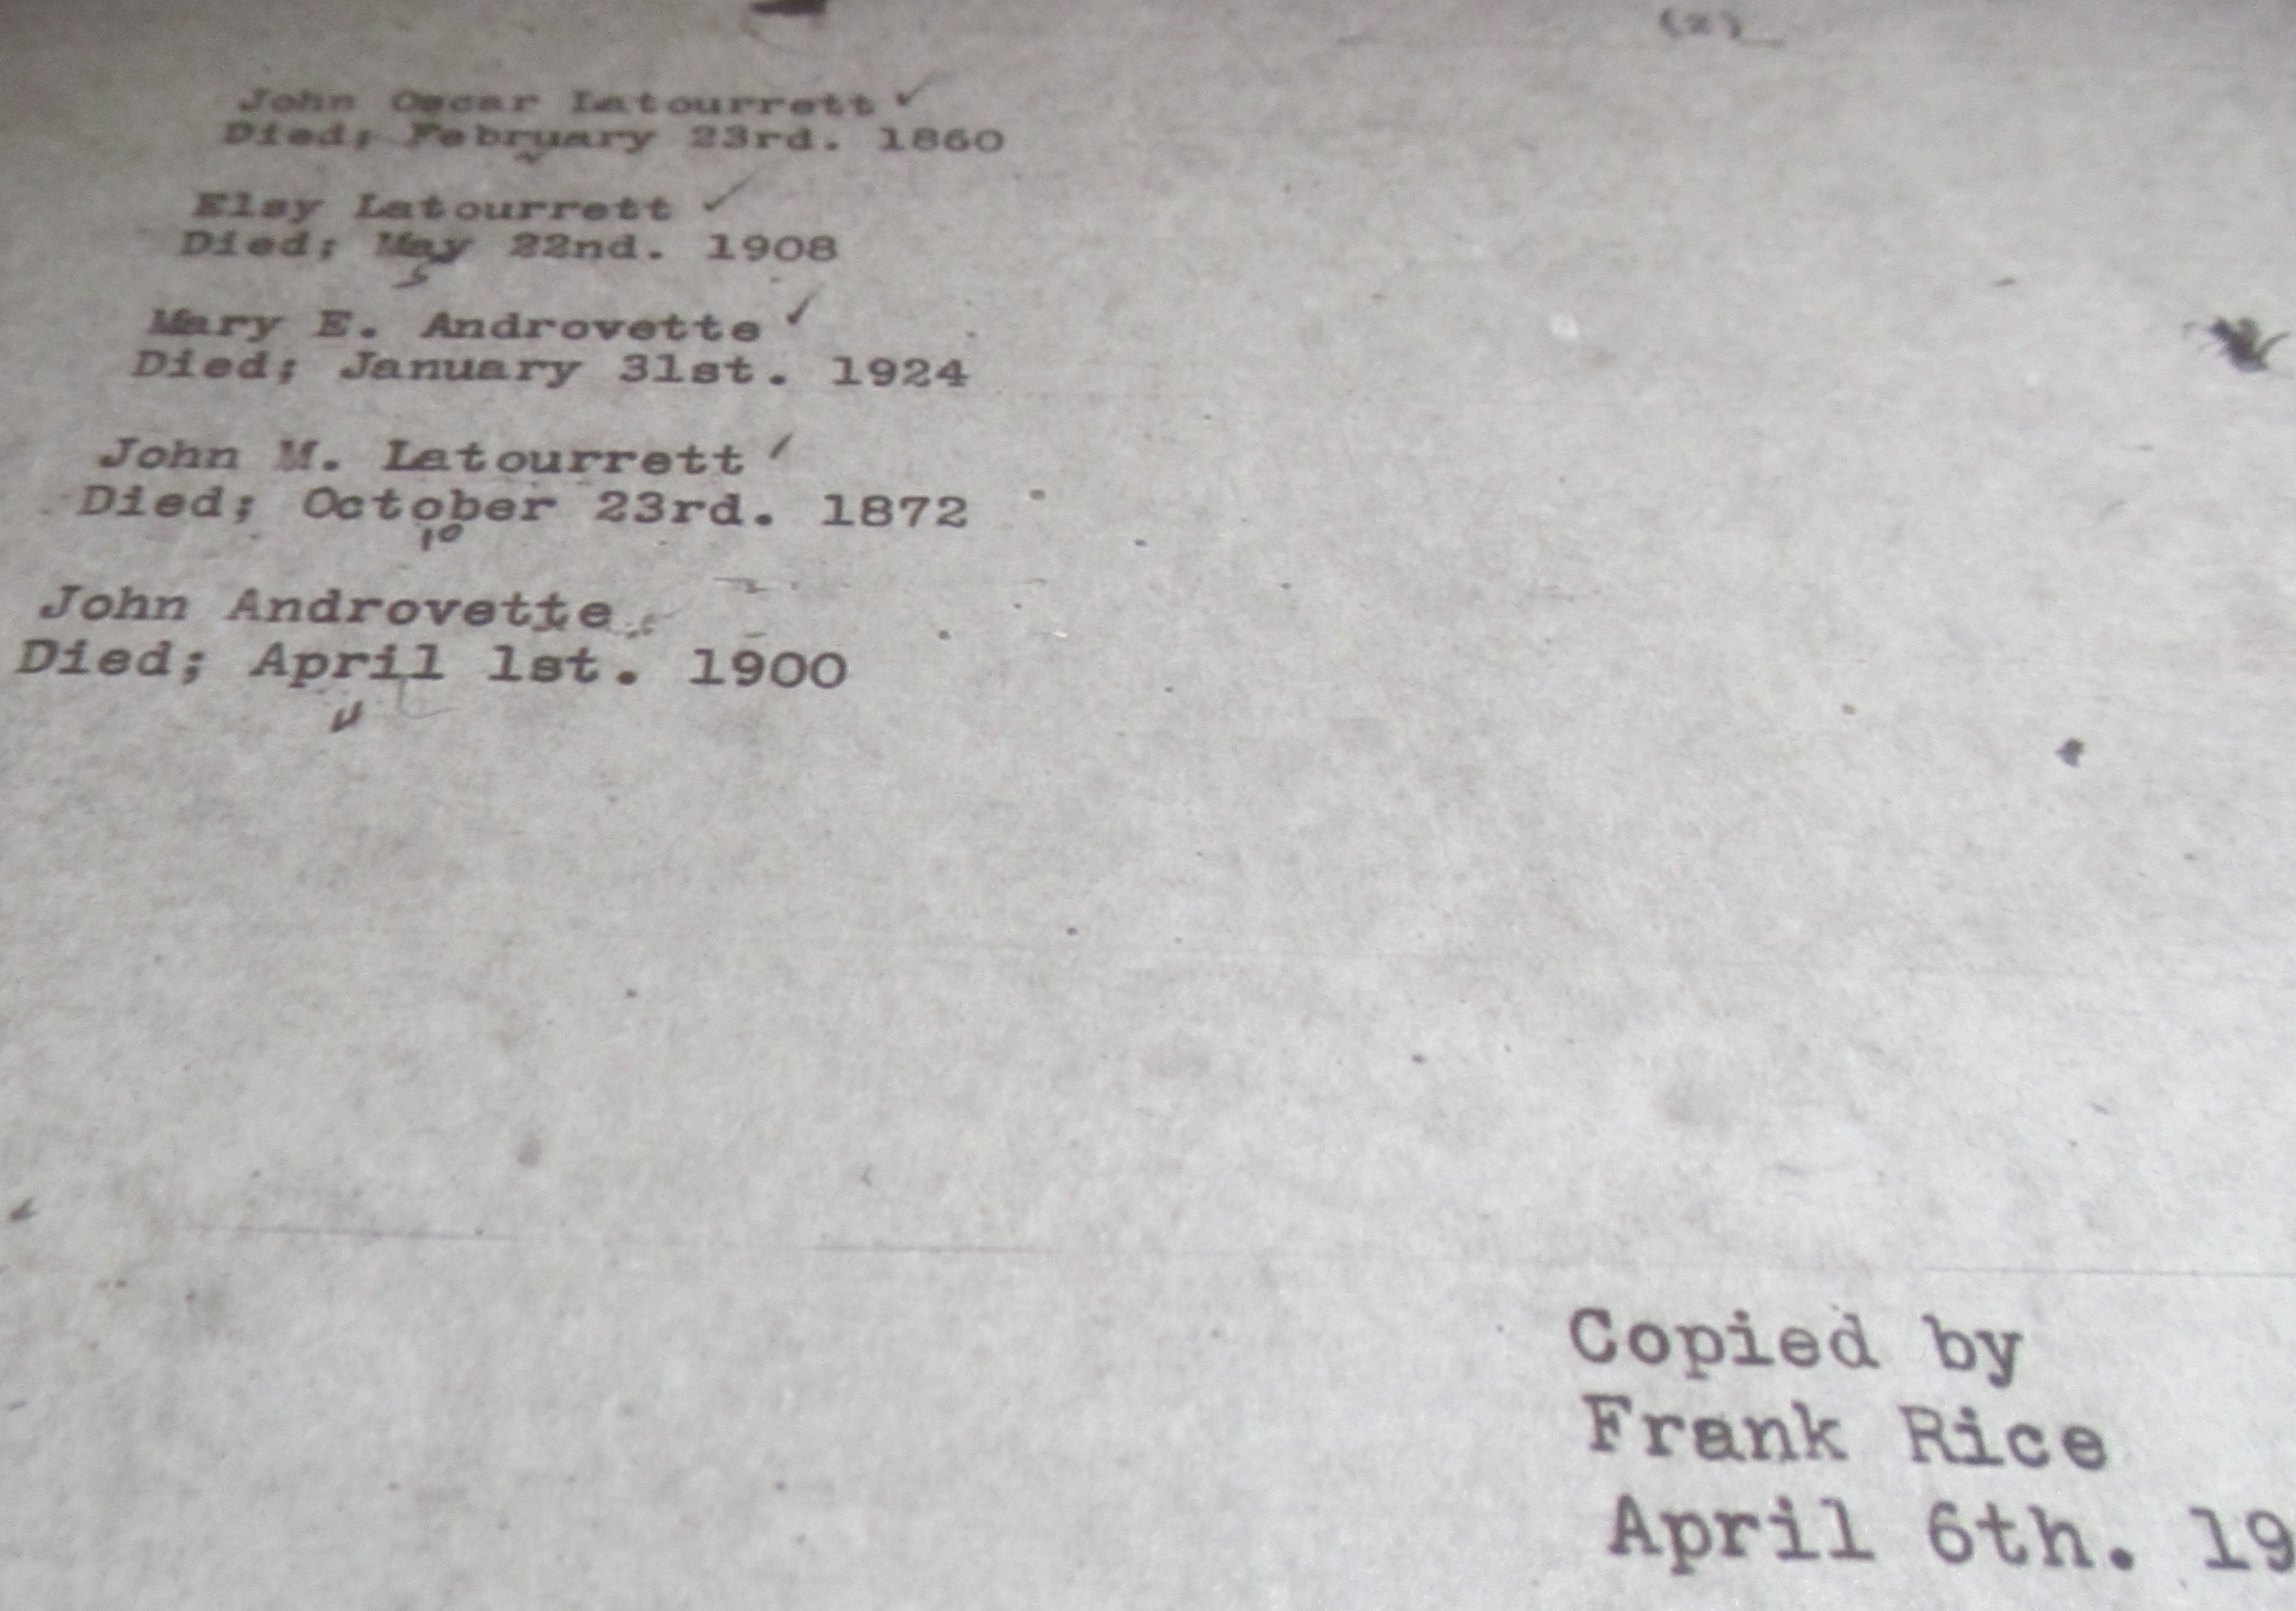 (2)
John Oscar Latourrett ✓
Died; February 23rd. 1860
Elsy Latourrett ✓
Died; May 22nd. 1908
5
Mary E. Androvette ✓
Died; January 31st. 1924
John M. Latourrett
Died; October 23rd. 1872
10
John Androvette
Died; April 1st. 1900
Copied by
Frank Rice
April 6th. 19